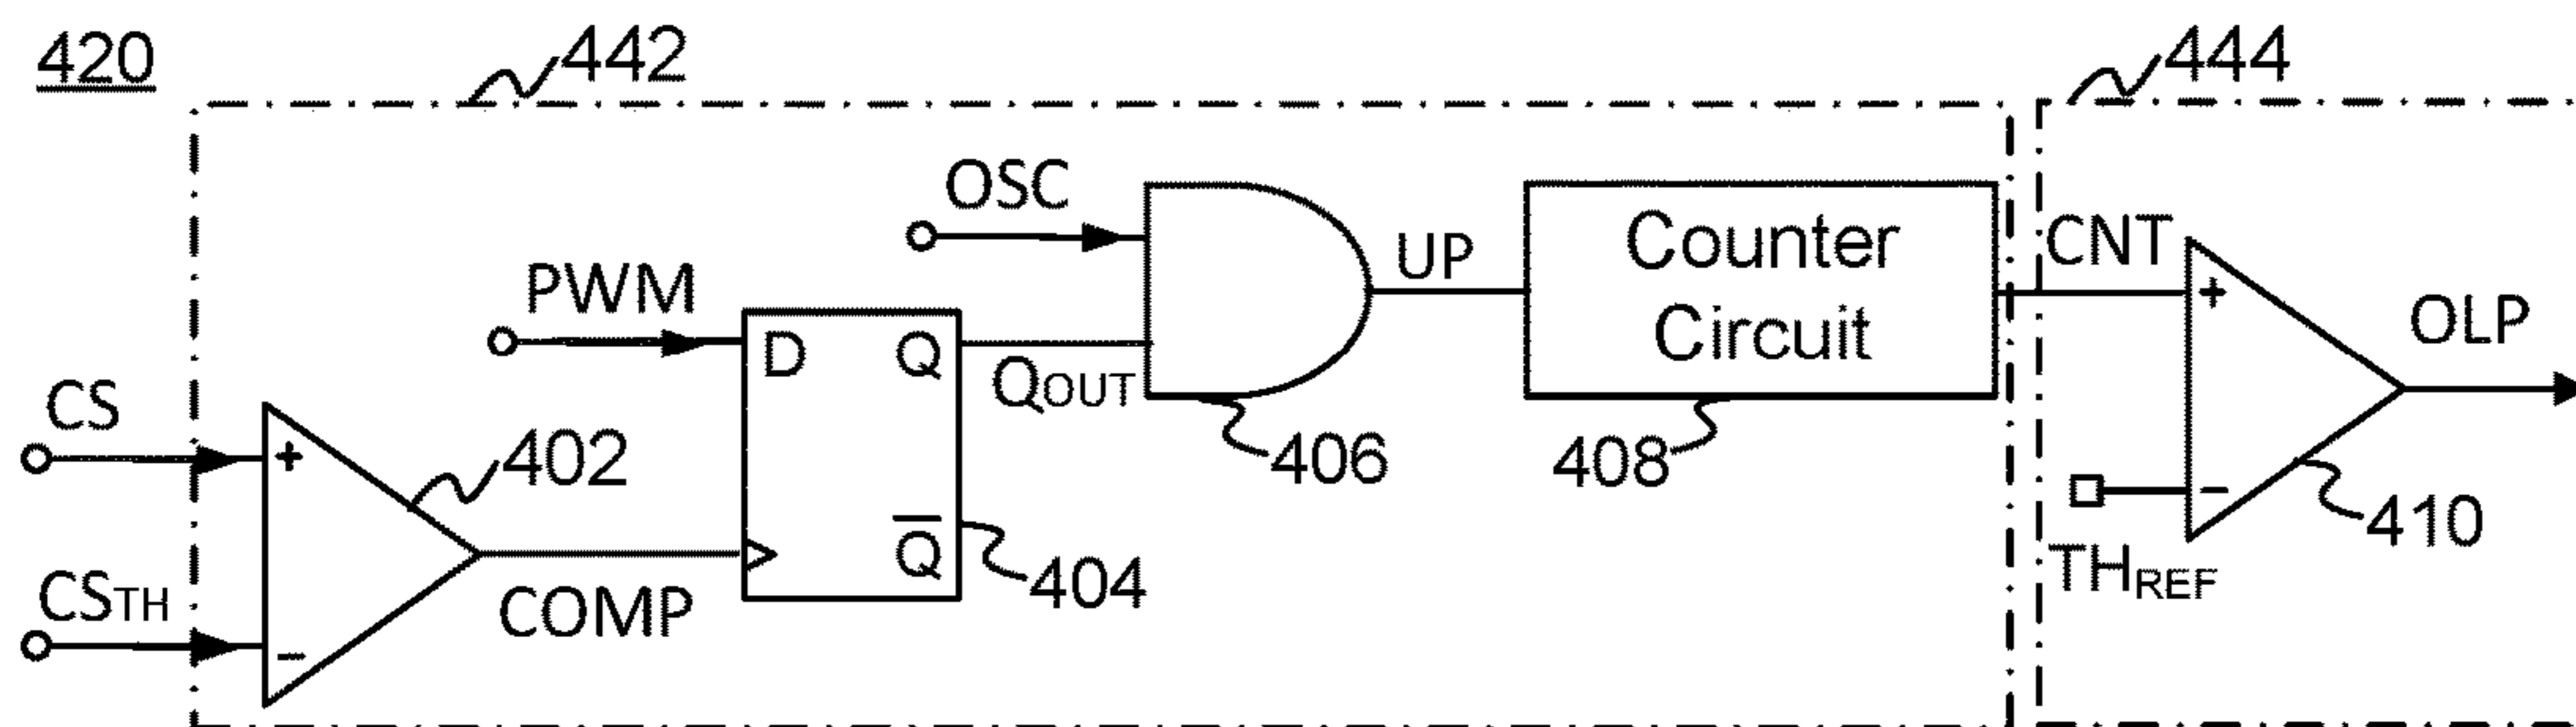 420
442
444
OSC
PWM
D
Q
QOUT
UP
Counter
Circuit
CNT
+
OLP
CS
+
402
406
408
−
410
THREF
Q̅
404
CSTH
−
COMP